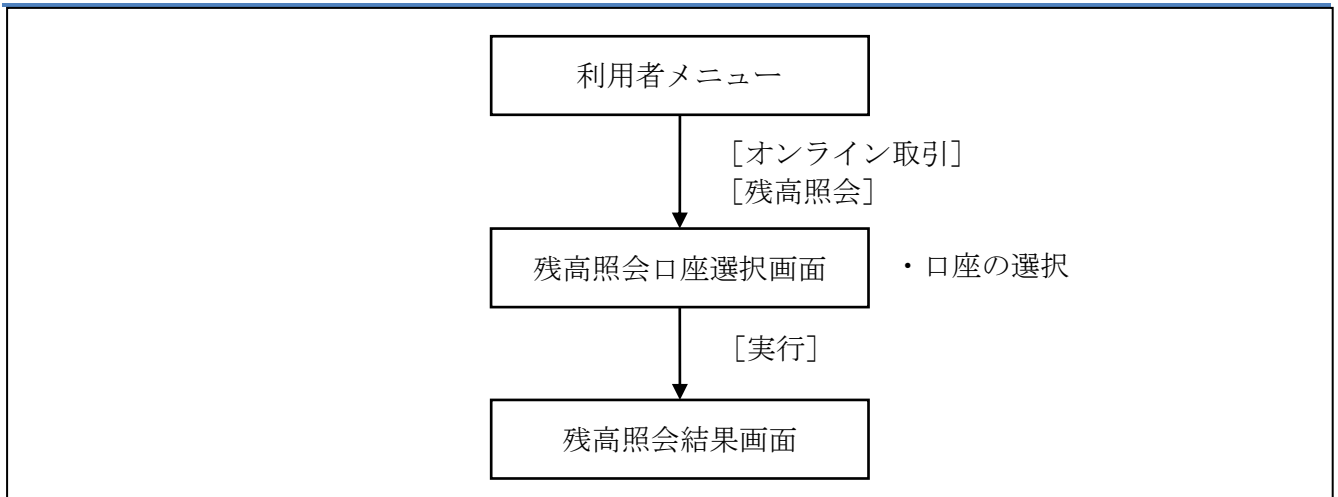 利用者メニュー
［オンライン取引］
［残高照会］
残高照会口座選択画面
・口座の選択
［実行］
残高照会結果画面